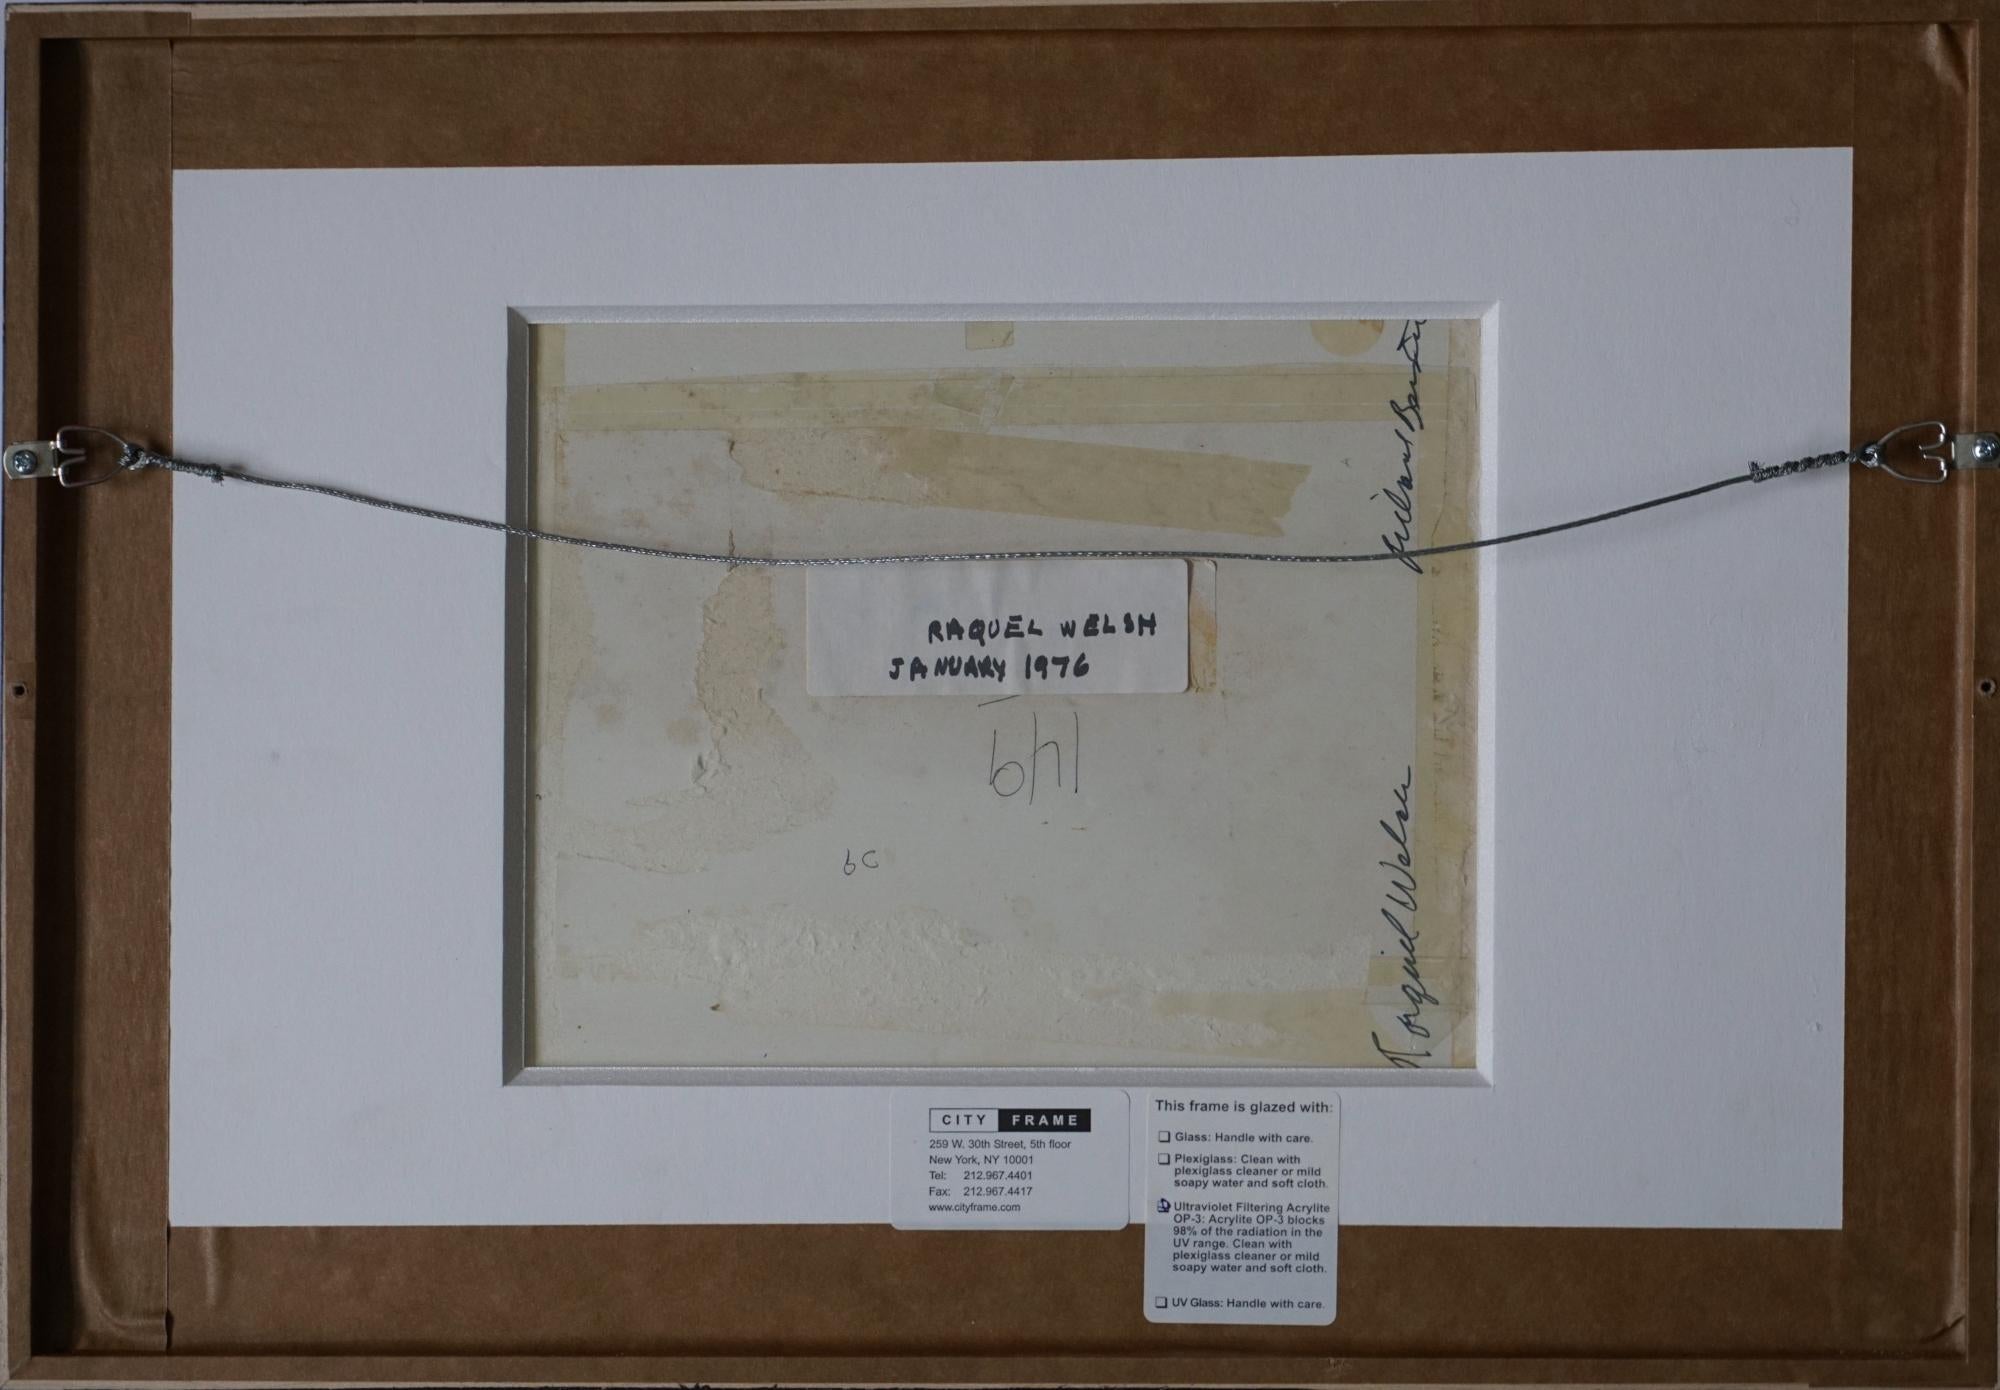 RAQUEL WELSH
JANUARY 1976
149
Raquel Welch
CITY FRAME
259 W. 30th Street, 5th floor
New York, NY 10001
Tel: 212.967.4401
Fax: 212.967.4417
www.cityframe.com
This frame is glazed with:
Glass: Handle with care.
Plexiglass: Clean with
plexiglass cleaner or mild
soapy water and soft cloth.
Ultraviolet Filtering Acrylite
OP-3: Acrylite OP-3 blocks
98% of the radiation in the
UV range. Clean with
plexiglass cleaner or mild
soapy water and soft cloth.
UV Glass: Handle with care.